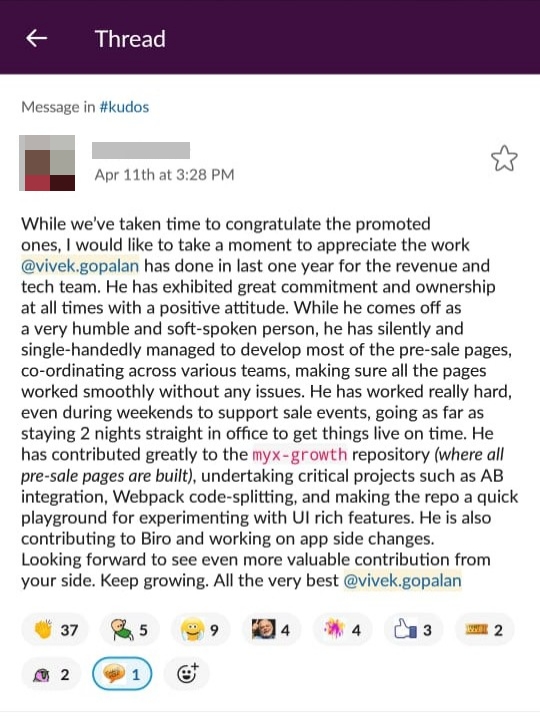 Thread
Message in #kudos
Apr 11th at 3:28 PM
While we've taken time to congratulate the promoted
ones, I would like to take a moment to appreciate the work
@vivek.gopalan has done in last one year for the revenue and
tech team. He has exhibited great commitment and ownership
at all times with a positive attitude. While he comes off as
a very humble and soft-spoken person, he has silently and
single-handedly managed to develop most of the pre-sale pages,
co-ordinating across various teams, making sure all the pages
worked smoothly without any issues. He has worked really hard,
even during weekends to support sale events, going as far as
staying 2 nights straight in office to get things live on time. He
has contributed greatly to the myx-growth repository (where all
pre-sale pages are built), undertaking critical projects such as AB
integration, Webpack code-splitting, and making the repo a quick
playground for experimenting with UI rich features. He is also
contributing to Biro and working on app side changes.
Looking forward to see even more valuable contribution from
your side. Keep growing. All the very best @vivek.gopalan
37 5 9 4 4 3 2
2 1